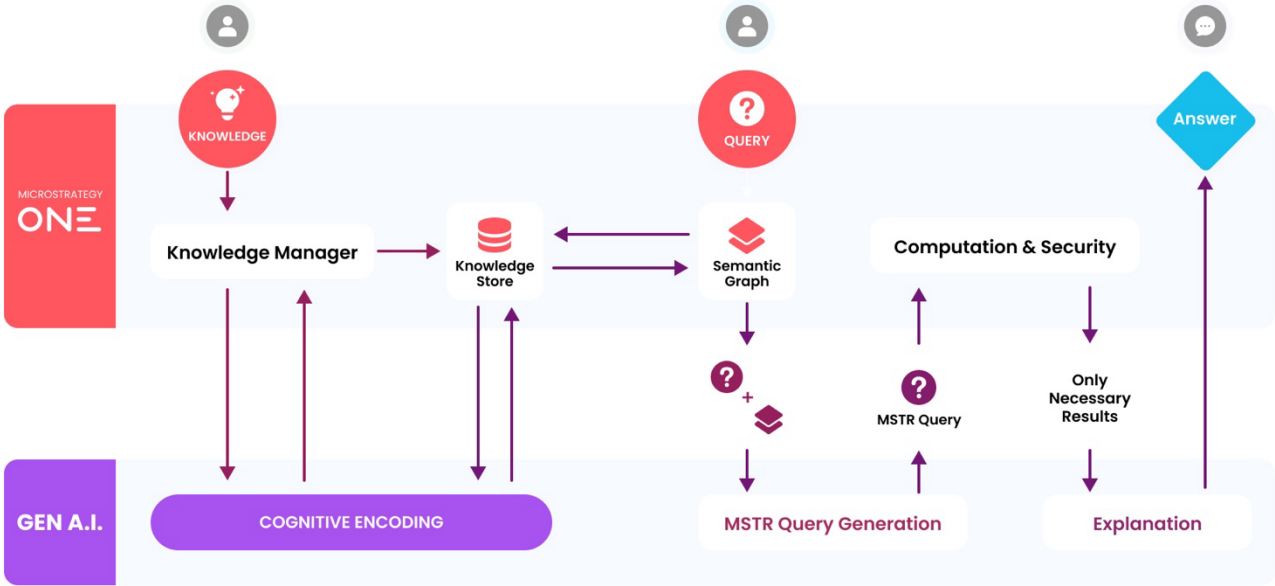 KNOWLEDGE
?
QUERY
Answer
MICROSTRATEGY
ONE
Knowledge Manager
Knowledge
Store
Semantic
Graph
Computation & Security
?
+
?
MSTR Query
Only
Necessary
Results
GEN A.I.
COGNITIVE ENCODING
MSTR Query Generation
Explanation